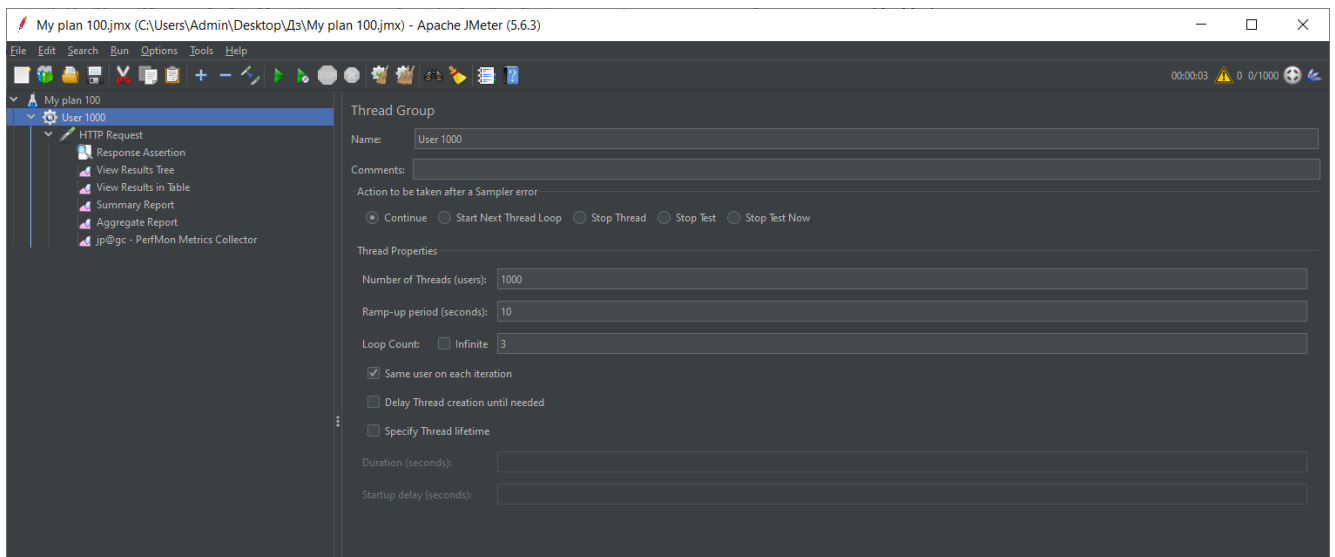 My plan 100.jmx (C:\Users\Admin\Desktop\Дз\My plan 100.jmx) - Apache JMeter (5.6.3)
File Edit Search Run Options Tools Help
00:00:03 0 0/1000
My plan 100
User 1000
HTTP Request
Response Assertion
View Results Tree
View Results in Table
Summary Report
Aggregate Report
jp@gc - PerfMon Metrics Collector
Thread Group
Name: User 1000
Comments:
Action to be taken after a Sampler error
Continue Start Next Thread Loop Stop Thread Stop Test Stop Test Now
Thread Properties
Number of Threads (users): 1000
Ramp-up period (seconds): 10
Loop Count: Infinite 3
Same user on each iteration
Delay Thread creation until needed
Specify Thread lifetime
Duration (seconds):
Startup delay (seconds):